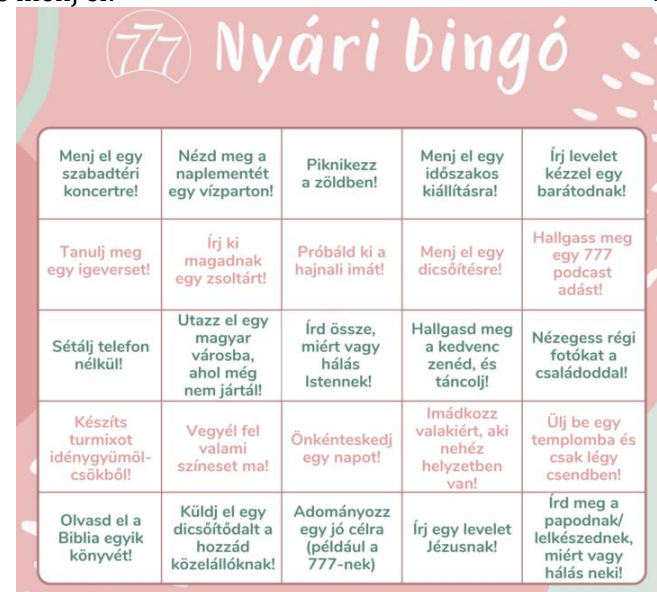 777 Nyári bingó
Menj el egy
szabadtéri
koncertre!
Nézd meg a
naplementét
egy vízparton!
Piknikezz
a zöldben!
Menj el egy
időszakos
kiállításra!
Írj levelet
kézzel egy
barátodnak!
Tanulj meg
egy igeverset!
Írj ki
magadnak
egy zsoltárt!
Próbáld ki a
hajnali imát!
Menj el egy
dicsőítésre!
Hallgass meg
egy 777
podcast
adást!
Sétálj telefon
nélkül!
Utazz el egy
magyar
városba,
ahol még
nem jártál!
Írd össze,
miért vagy
hálás
Istennek!
Hallgasd meg
a kedvenc
zenéd, és
táncolj!
Nézegess régi
fotókat a
családoddal!
Készíts
turmixot
idénygyümöl-
csökből!
Vegyél fel
valami
színeset ma!
Önkénteskedj
egy napot!
Imádkozz
valakiért, aki
nehéz
helyzetben
van!
Ülj be egy
templomba és
csak légy
csendben!
Olvasd el a
Biblia egyik
könyvét!
Küldj el egy
dicsőítődalt a
hozzád
közelállóknak!
Adományozz
egy jó célra
(például a
777-nek)
Írj egy levelet
Jézusnak!
Írd meg a
papodnak/
lelkészednek,
miért vagy
hálás neki!